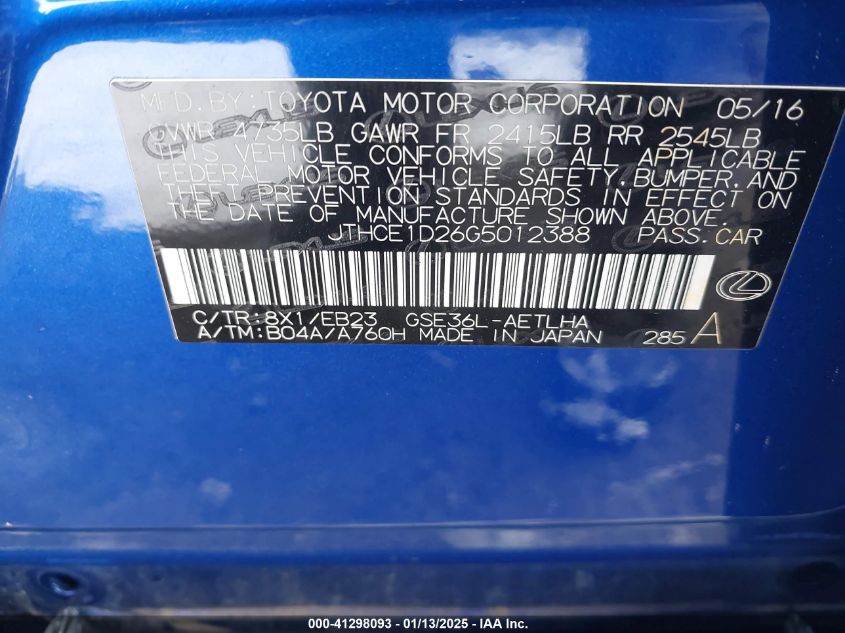 MFD. BY: TOYOTA MOTOR CORPORATION 05/16
GVWR 4735LB GAWR FR 2415LB RR 2545LB
THIS VEHICLE CONFORMS TO ALL APPLICABLE
FEDERAL MOTOR VEHICLE SAFETY, BUMPER, AND
THEFT PREVENTION STANDARDS IN EFFECT ON
THE DATE OF MANUFACTURE SHOWN ABOVE.
JTHCE1D26G5012388 PASS. CAR
C/TR: 8X1/EB23 GSE36L-AETLHA
A/TM: B04A/A760H MADE IN JAPAN 285 A
000-41298093 - 01/13/2025 - IAA Inc.